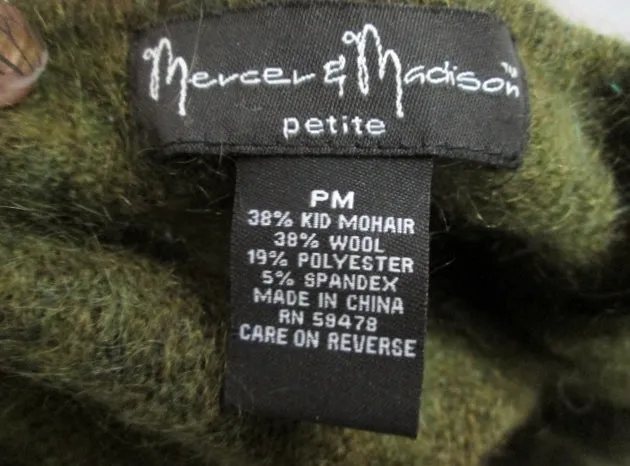 Mercer & Madison™
petite
PM
38% KID MOHAIR
38% WOOL
19% POLYESTER
5% SPANDEX
MADE IN CHINA
RN 59479
CARE ON REVERSE